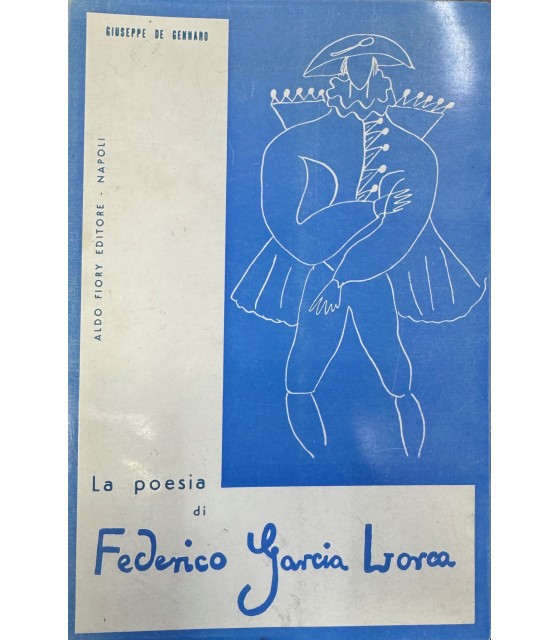 GIUSEPPE DE GENNARO
ALDO FIORY EDITORE - NAPOLI
La poesia
di
Federico Garcia Lorca